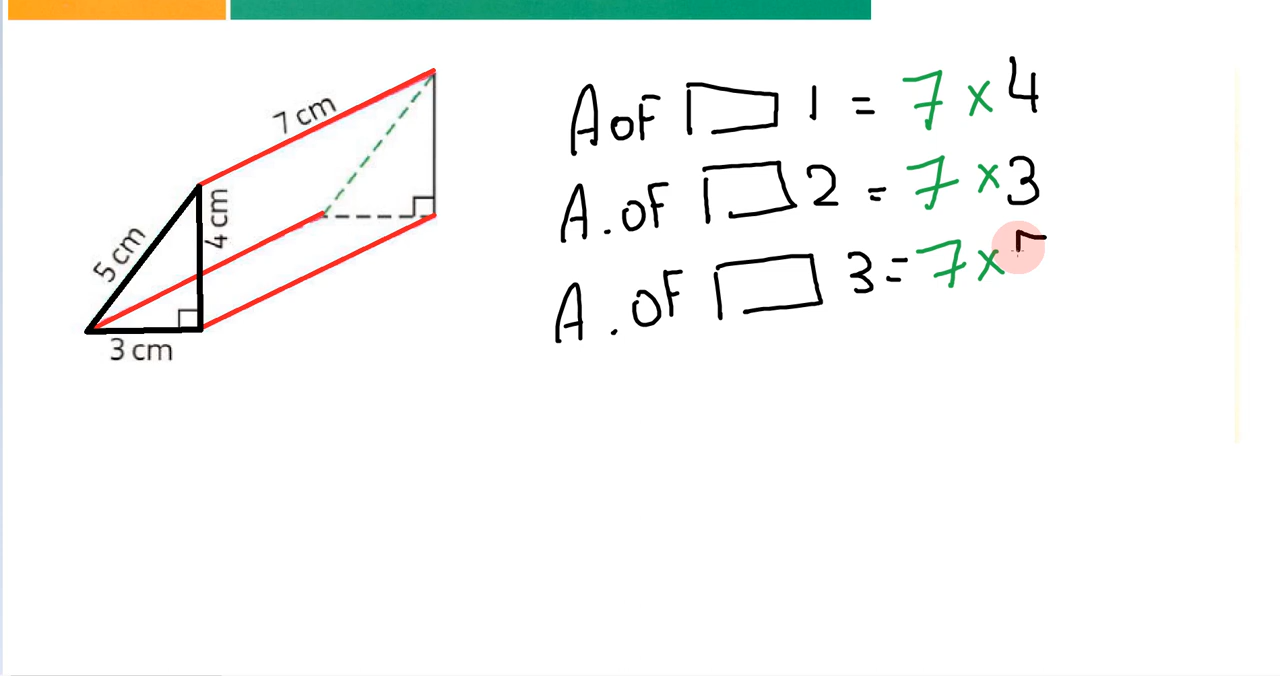 7 cm
5 cm
4 cm
3 cm
A oF 1 = 7 × 4
A. oF 2 = 7 × 3
A. oF 3 = 7 ×